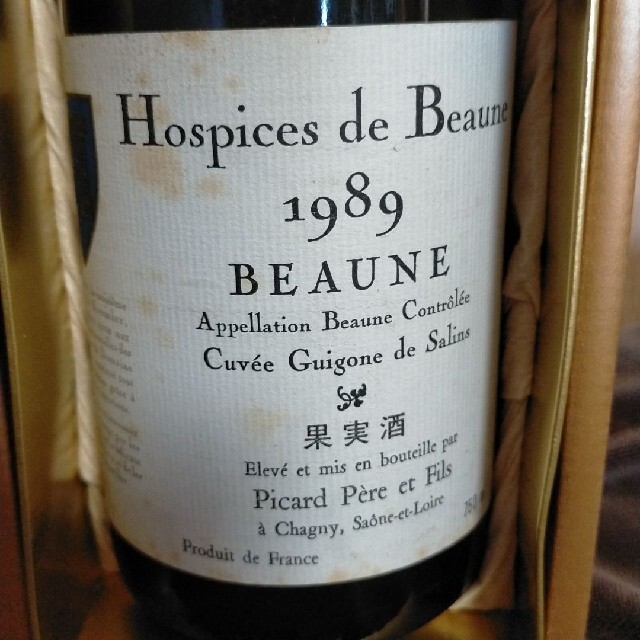 Hospices de Beaune
1989
BEAUNE
Appellation Beaune Contrôlée
Cuvée Guigone de Salins
果実酒
Elevé et mis en bouteille par
Picard Père et Fils
à Chagny, Saône-et-Loire
Produit de France